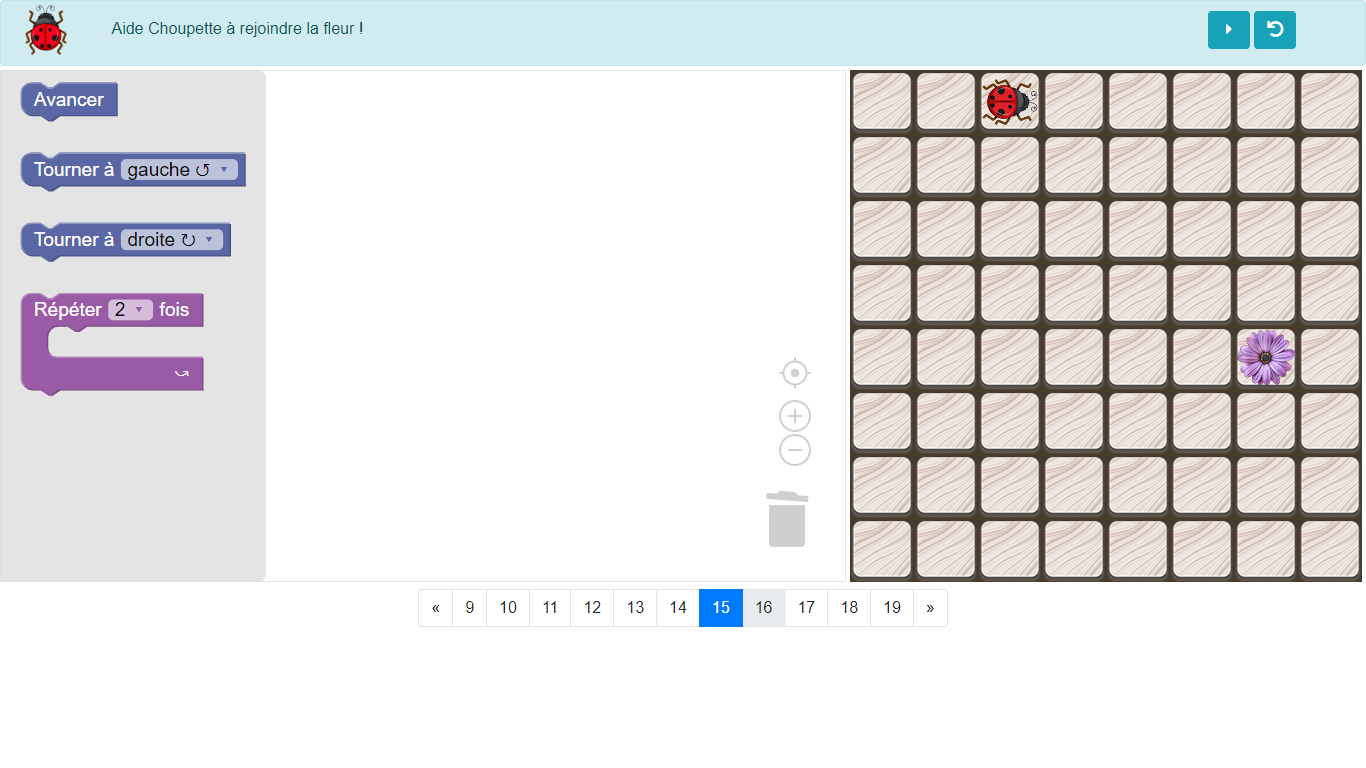 Aide Choupette à rejoindre la fleur !
Avancer
Tourner à gauche ↺ ▾
Tourner à droite ↻ ▾
Répéter 2 ▾ fois
« 9 10 11 12 13 14 15 16 17 18 19 »